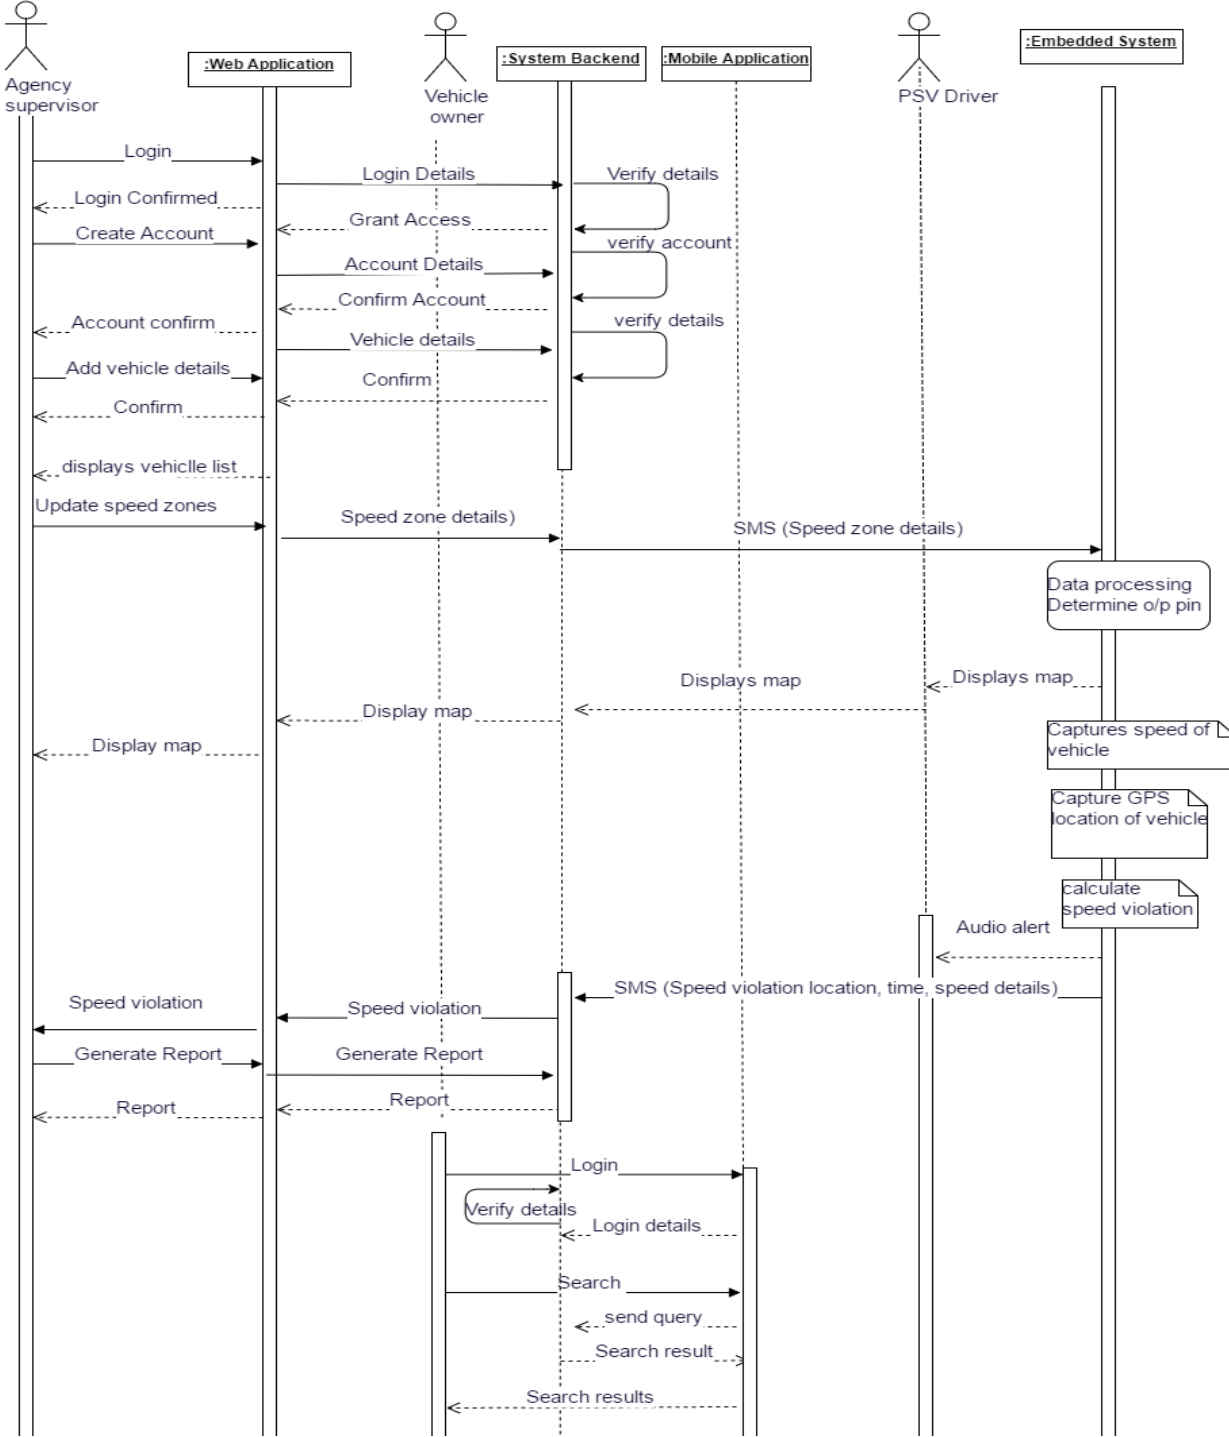 :Web Application
:System Backend
:Mobile Application
:Embedded System
Agency
supervisor
Vehicle
owner
PSV Driver
Login
Login Details
Verify details
Login Confirmed
Grant Access
Create Account
verify account
Account Details
Confirm Account
Account confirm
verify details
Vehicle details
Add vehicle details
Confirm
Confirm
displays vehiclle list
Update speed zones
Speed zone details)
SMS (Speed zone details)
Data processing
Determine o/p pin
Displays map
Displays map
Display map
Display map
Captures speed of
vehicle
Capture GPS
location of vehicle
calculate
speed violation
Audio alert
SMS (Speed violation location, time, speed details)
Speed violation
Speed violation
Generate Report
Generate Report
Report
Report
Login
Verify details
Login details
Search
send query
Search result
Search results